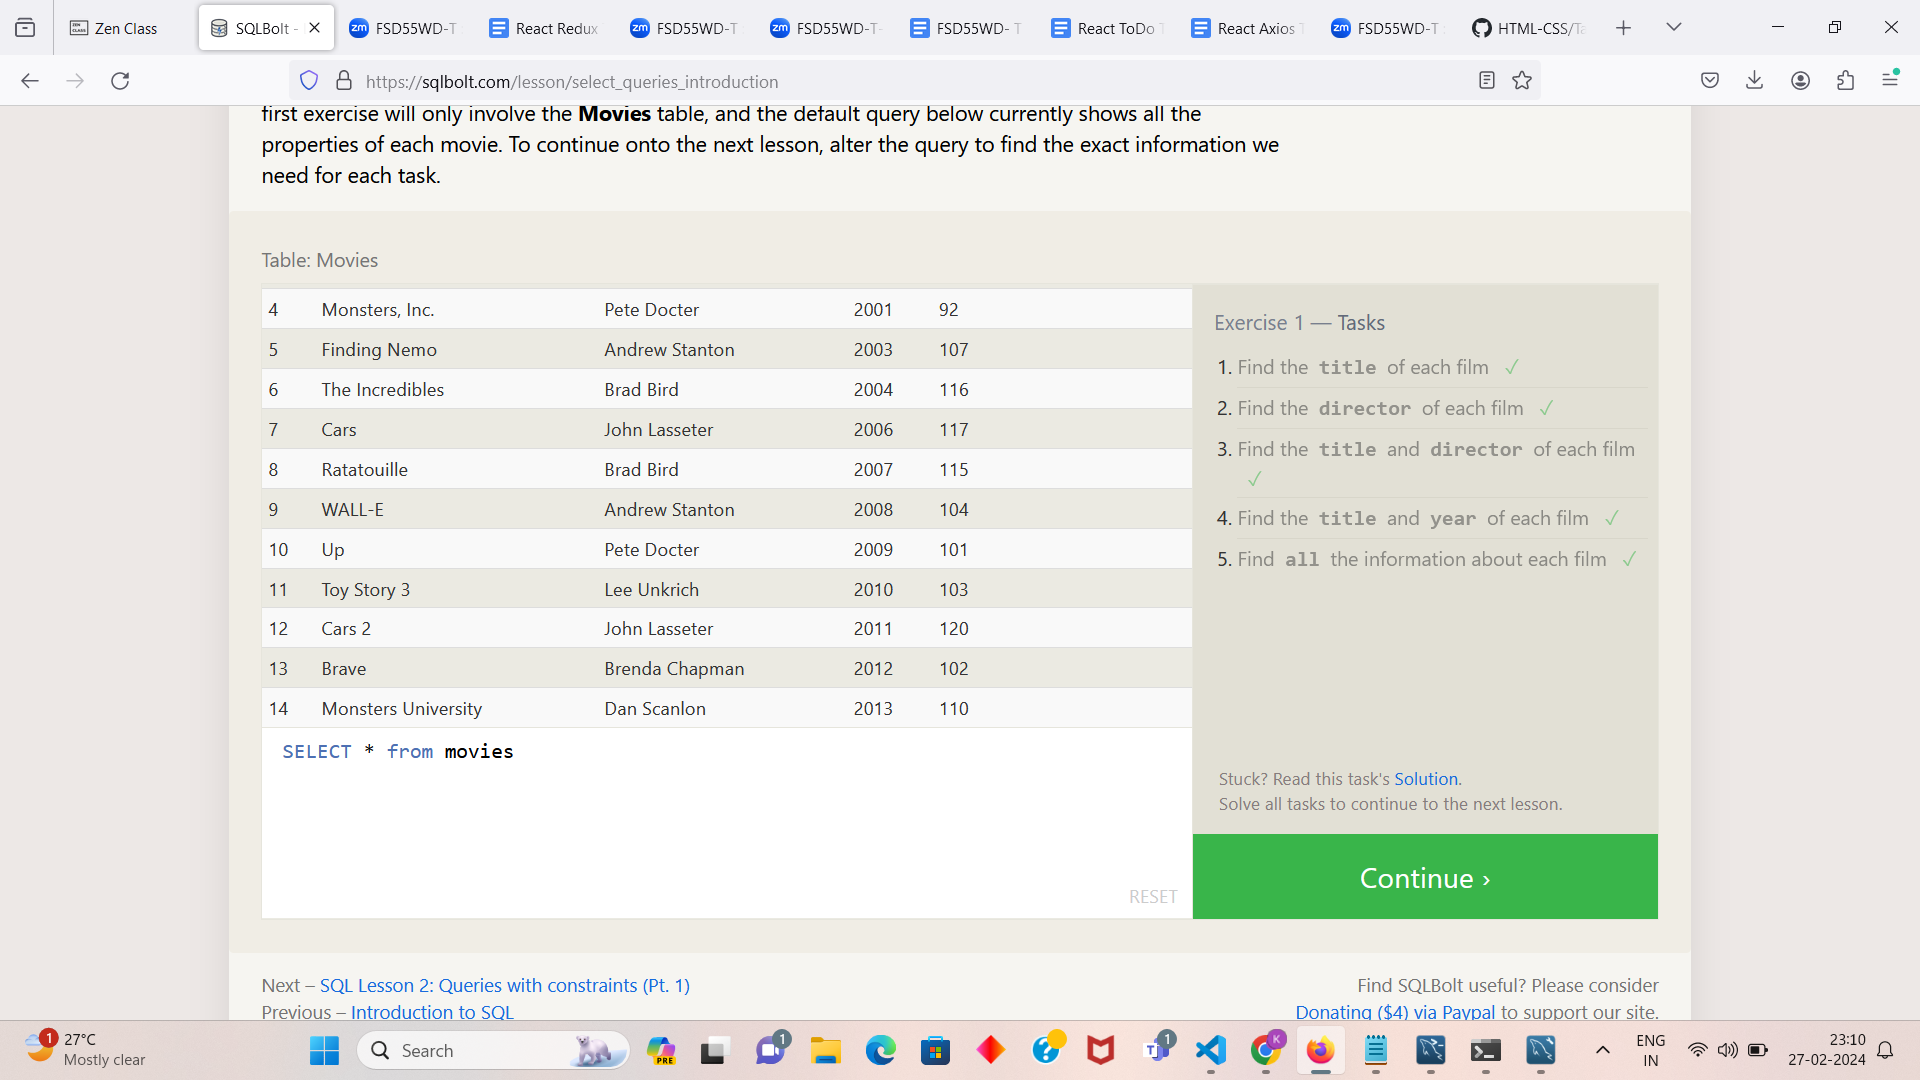 Zen Class
SQLBolt -
FSD55WD-T
React Redux
FSD55WD-T
FSD55WD-T-
FSD55WD- T
React ToDo T
React Axios T
FSD55WD-T
HTML-CSS/Ta
https://sqlbolt.com/lesson/select_queries_introduction
first exercise will only involve the Movies table, and the default query below currently shows all the
properties of each movie. To continue onto the next lesson, alter the query to find the exact information we
need for each task.
Table: Movies
4 Monsters, Inc. Pete Docter 2001 92
5 Finding Nemo Andrew Stanton 2003 107
6 The Incredibles Brad Bird 2004 116
7 Cars John Lasseter 2006 117
8 Ratatouille Brad Bird 2007 115
9 WALL-E Andrew Stanton 2008 104
10 Up Pete Docter 2009 101
11 Toy Story 3 Lee Unkrich 2010 103
12 Cars 2 John Lasseter 2011 120
13 Brave Brenda Chapman 2012 102
14 Monsters University Dan Scanlon 2013 110
SELECT * from movies
RESET
Exercise 1 — Tasks
1. Find the title of each film ✓
2. Find the director of each film ✓
3. Find the title and director of each film
✓
4. Find the title and year of each film ✓
5. Find all the information about each film ✓
Stuck? Read this task's Solution.
Solve all tasks to continue to the next lesson.
Continue ›
Next – SQL Lesson 2: Queries with constraints (Pt. 1)
Previous – Introduction to SQL
Find SQLBolt useful? Please consider
Donating ($4) via Paypal to support our site.
1
27°C
Mostly clear
Search
PRE
1
1
K
ENG
IN
23:10
27-02-2024